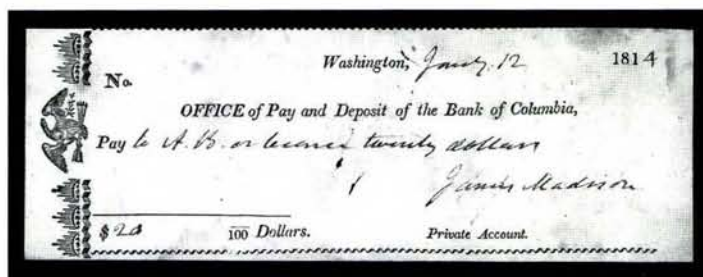 Washington, Jany. 12 1814
No.
OFFICE of Pay and Deposit of the Bank of Columbia,
Pay to A. B. or bearer twenty dollars
James Madison
$20 100 Dollars. Private Account.